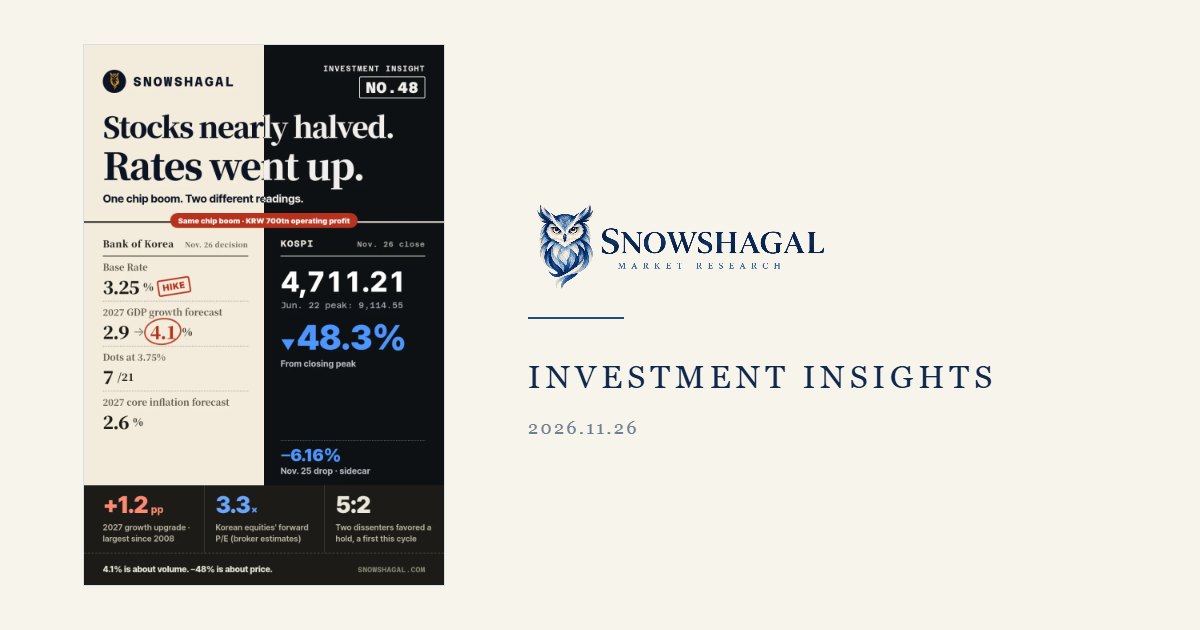 SNOWSHAGAL
INVESTMENT INSIGHT
NO.48
Stocks nearly halved.
Rates went up.
One chip boom. Two different readings.
Same chip boom · KRW 700tn operating profit
Bank of Korea Nov. 26 decision
Base Rate
3.25 % HIKE
2027 GDP growth forecast
2.9 → 4.1 %
Dots at 3.75%
7 /21
2027 core inflation forecast
2.6 %
KOSPI Nov. 26 close
4,711.21
Jun. 22 peak: 9,114.55
▼48.3%
From closing peak
−6.16%
Nov. 25 drop · sidecar
+1.2 pp
2027 growth upgrade ·
largest since 2008
3.3×
Korean equities' forward
P/E (broker estimates)
5:2
Two dissenters favored a
hold, a first this cycle
4.1% is about volume. −48% is about price.
SNOWSHAGAL.COM
SNOWSHAGAL
MARKET RESEARCH
INVESTMENT INSIGHTS
2026.11.26